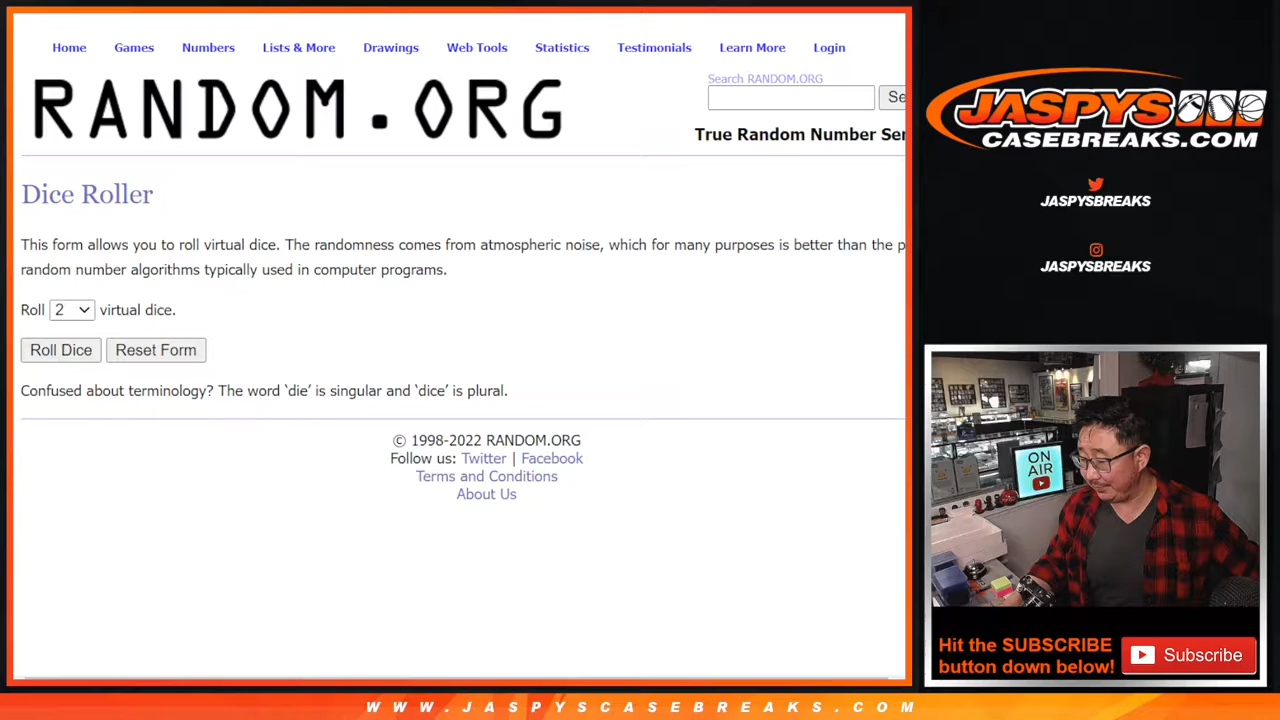 Home Games Numbers Lists & More Drawings Web Tools Statistics Testimonials Learn More Login
RANDOM.ORG
Search RANDOM.ORG
Se
True Random Number Ser
Dice Roller
This form allows you to roll virtual dice. The randomness comes from atmospheric noise, which for many purposes is better than the p
random number algorithms typically used in computer programs.
Roll 2 virtual dice.
Roll Dice Reset Form
Confused about terminology? The word ‘die’ is singular and ‘dice’ is plural.
© 1998-2022 RANDOM.ORG
Follow us: Twitter | Facebook
Terms and Conditions
About Us
JASPYS
CASEBREAKS.COM
JASPYSBREAKS
JASPYSBREAKS
ON
AIR
Hit the SUBSCRIBE
button down below!
Subscribe
WWW.JASPYSCASEBREAKS.COM